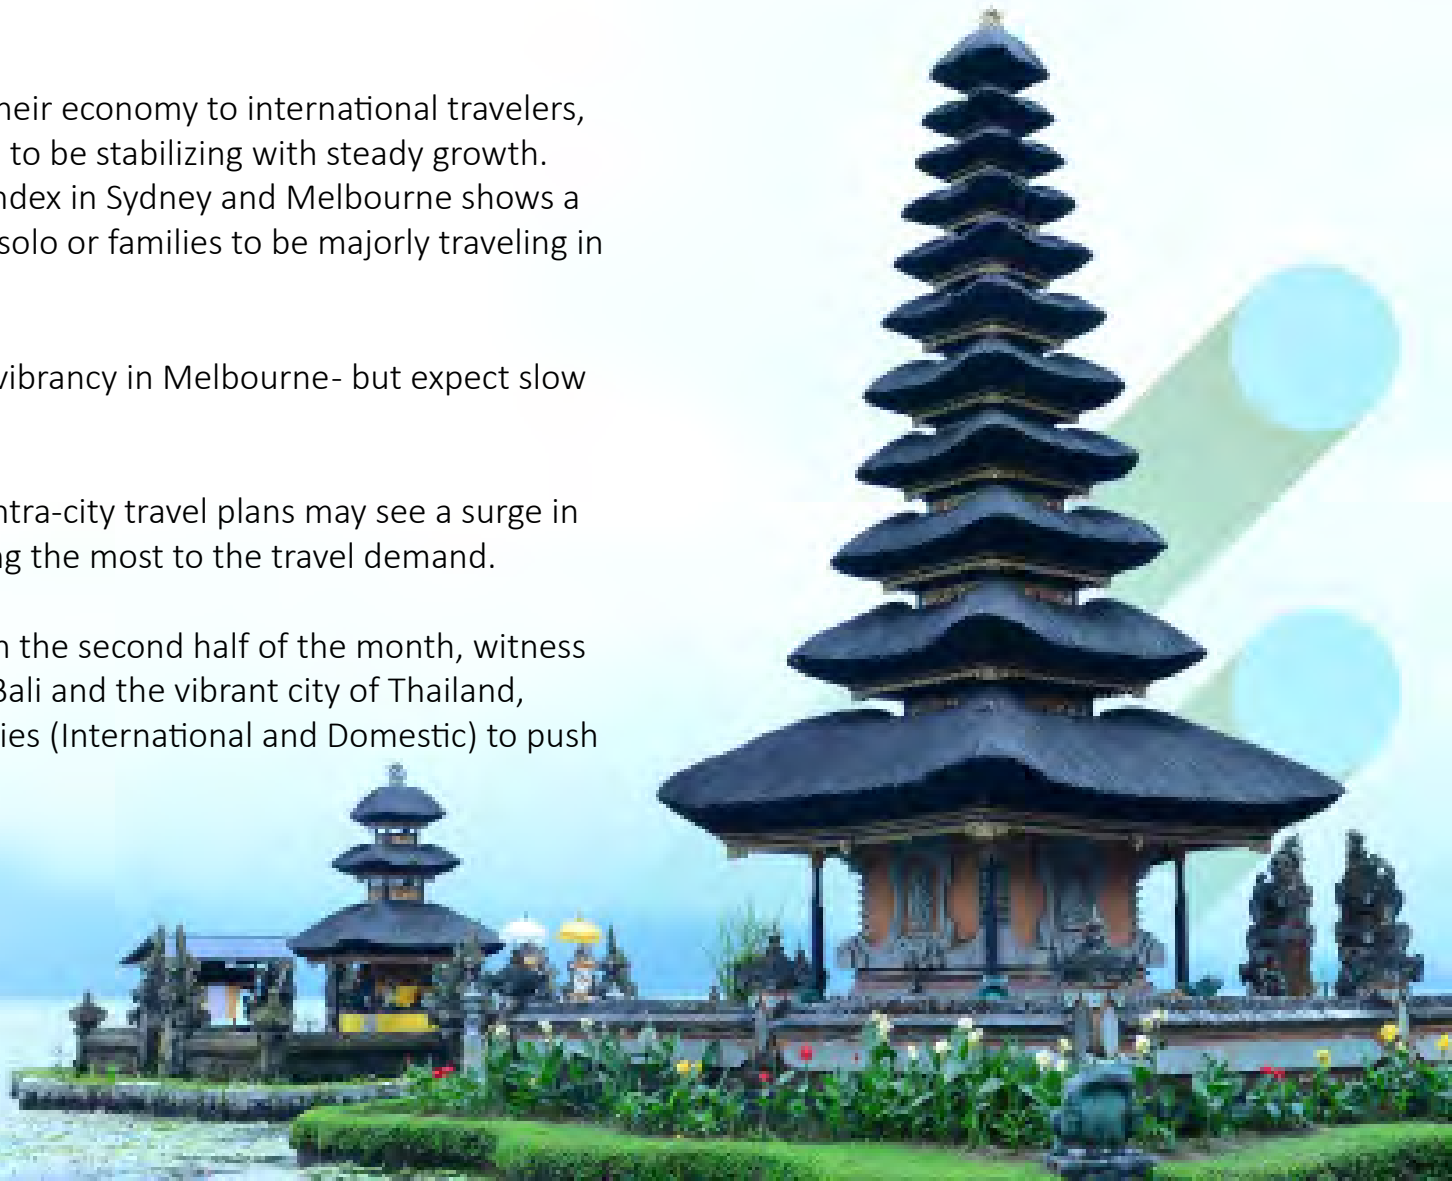 heir economy to international travelers,
to be stabilizing with steady growth.
ndex in Sydney and Melbourne shows a
solo or families to be majorly traveling in
vibrancy in Melbourne- but expect slow
ntra-city travel plans may see a surge in
ng the most to the travel demand.
n the second half of the month, witness
Bali and the vibrant city of Thailand,
ies (International and Domestic) to push